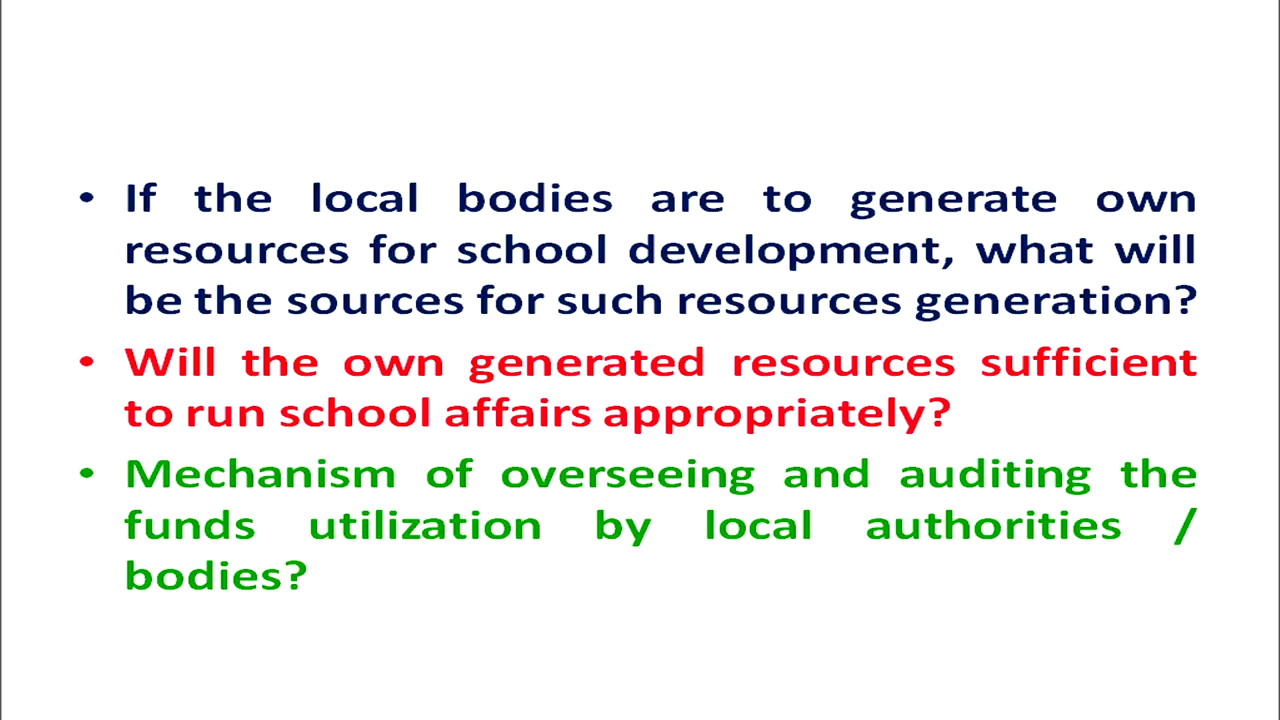 • If the local bodies are to generate own
resources for school development, what will
be the sources for such resources generation?
• Will the own generated resources sufficient
to run school affairs appropriately?
• Mechanism of overseeing and auditing the
funds utilization by local authorities /
bodies?